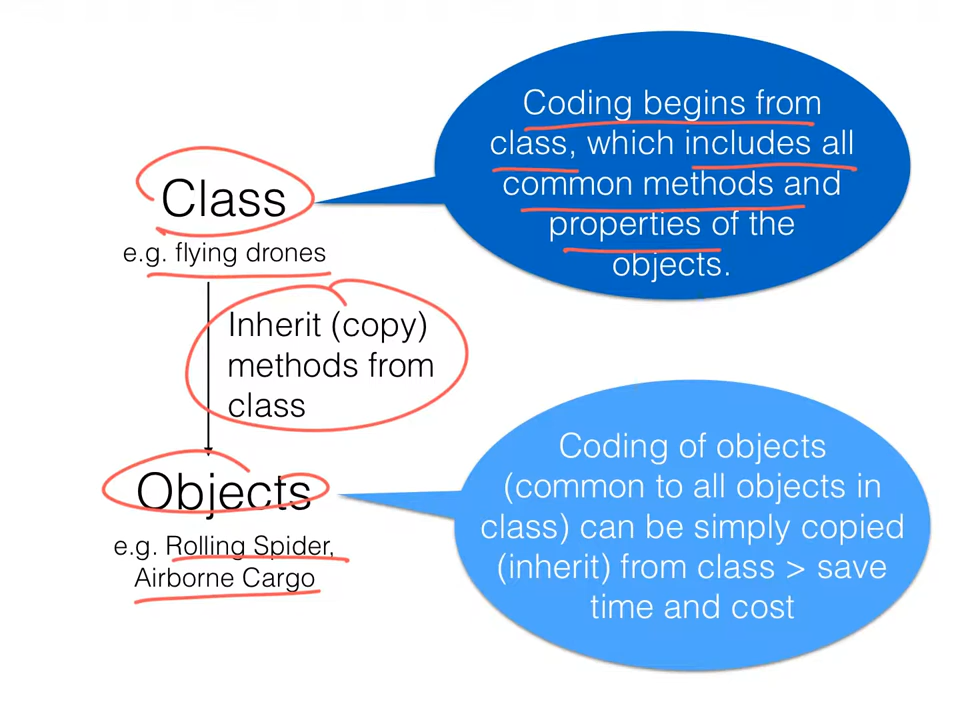 Coding begins from
class, which includes all
common methods and
properties of the
objects.
Class
e.g. flying drones
Inherit (copy)
methods from
class
Objects
e.g. Rolling Spider,
Airborne Cargo
Coding of objects
(common to all objects in
class) can be simply copied
(inherit) from class > save
time and cost